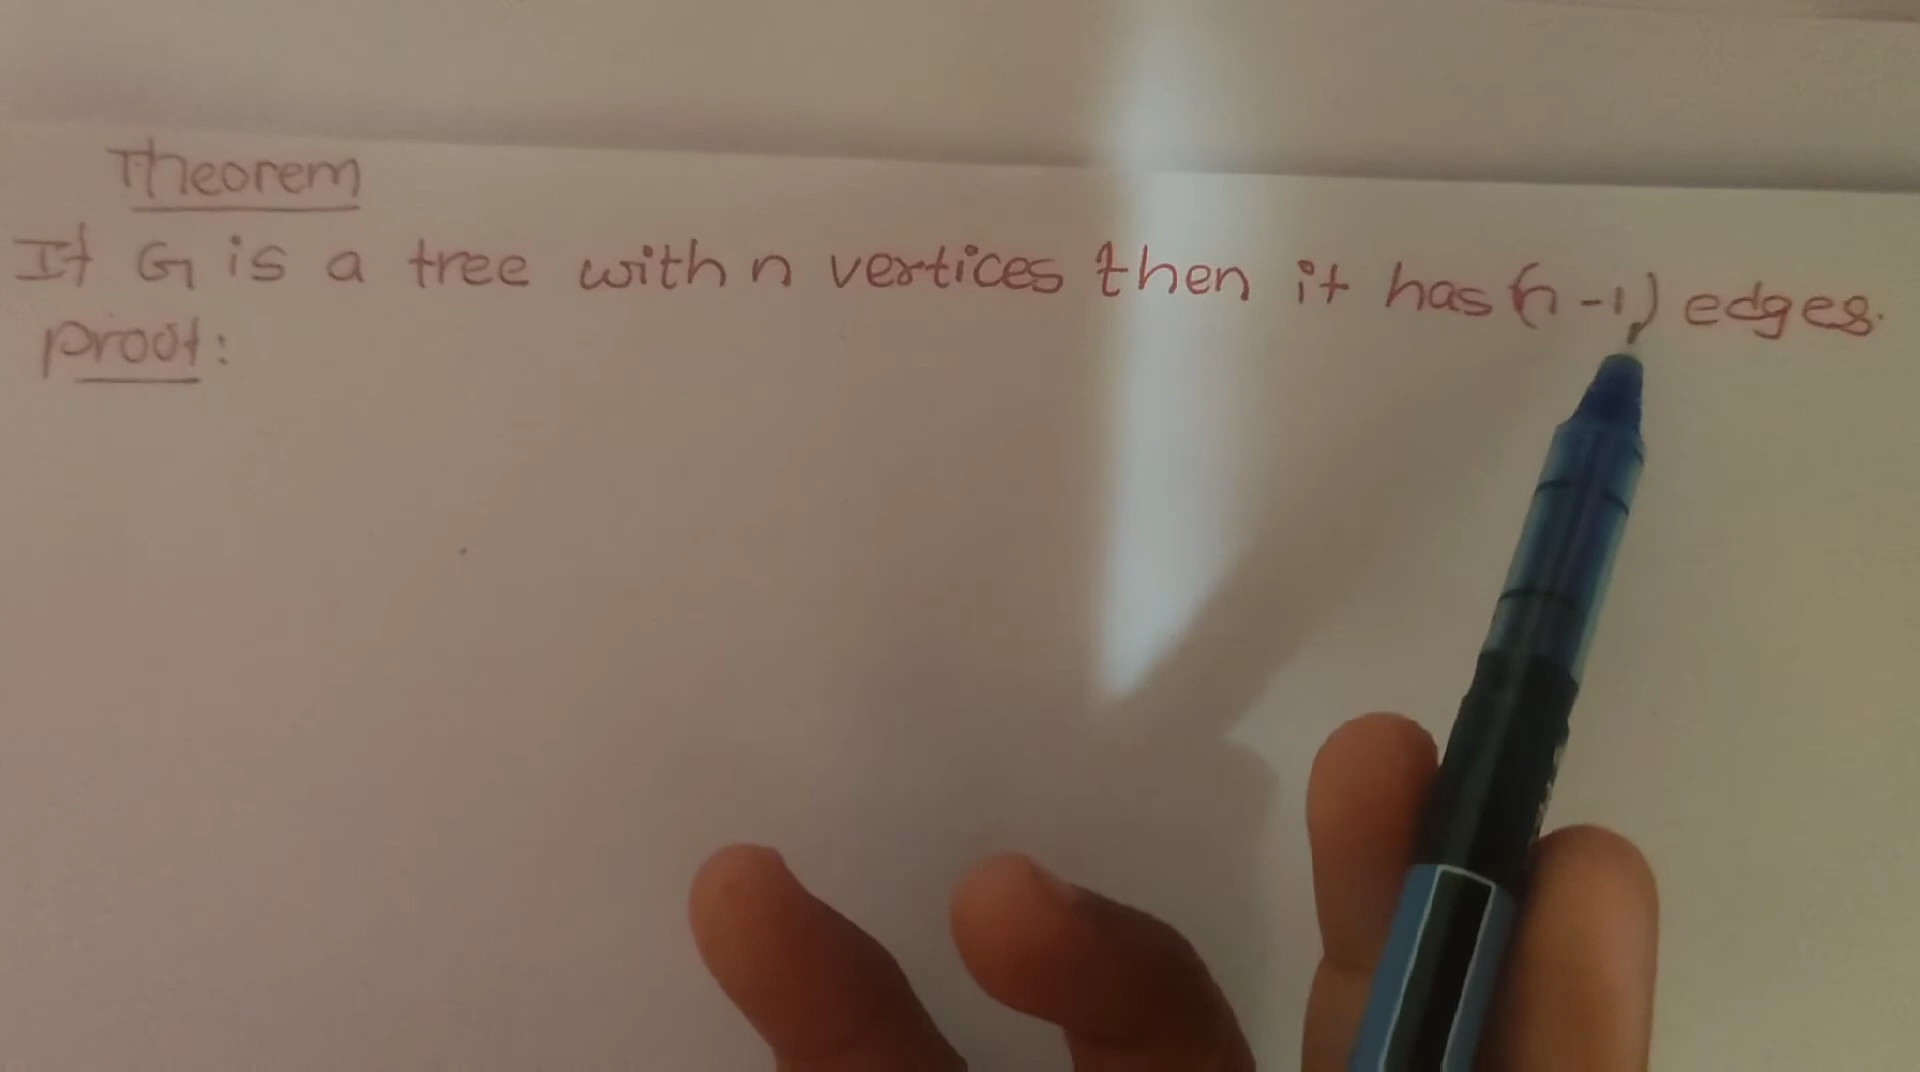 Theorem
If G is a tree with n vertices then it has (n-1) edges.
Proof: